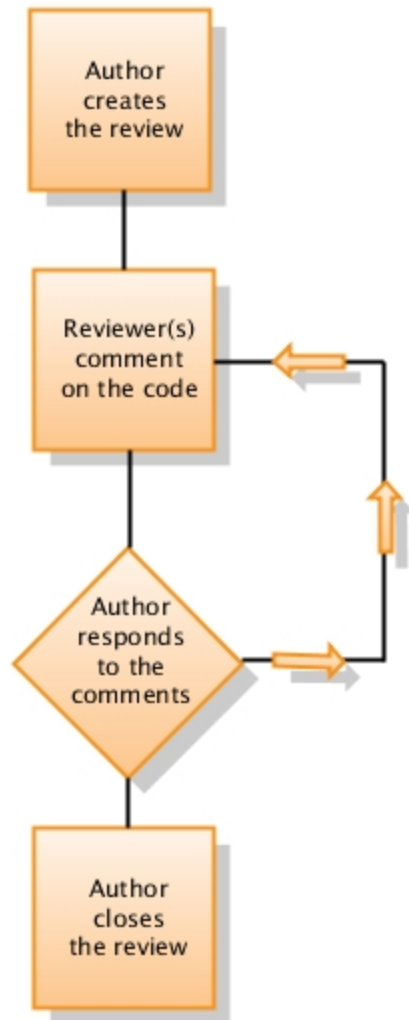 Author
creates
the review
Reviewer(s)
comment
on the code
Author
responds
to the
comments
Author
closes
the review